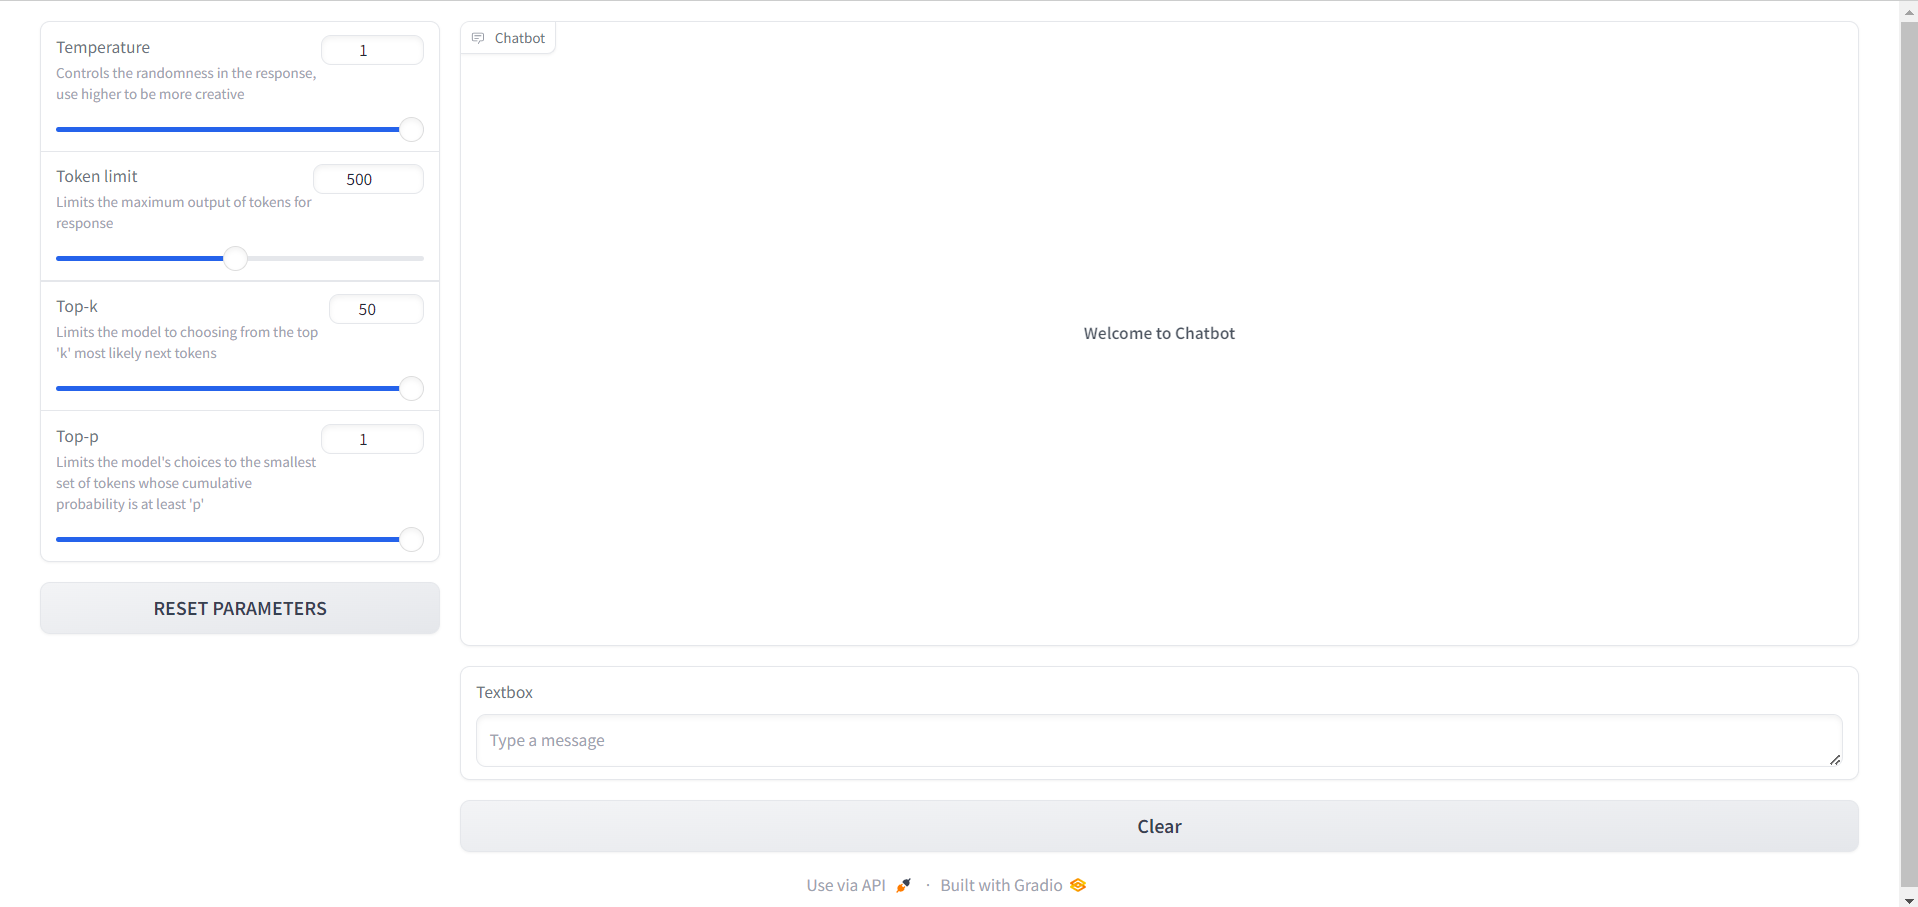 Temperature
1
Controls the randomness in the response,
use higher to be more creative
Token limit
500
Limits the maximum output of tokens for
response
Top-k
50
Limits the model to choosing from the top
'k' most likely next tokens
Top-p
1
Limits the model's choices to the smallest
set of tokens whose cumulative
probability is at least 'p'
RESET PARAMETERS
Chatbot
Welcome to Chatbot
Textbox
Type a message
Clear
Use via API · Built with Gradio